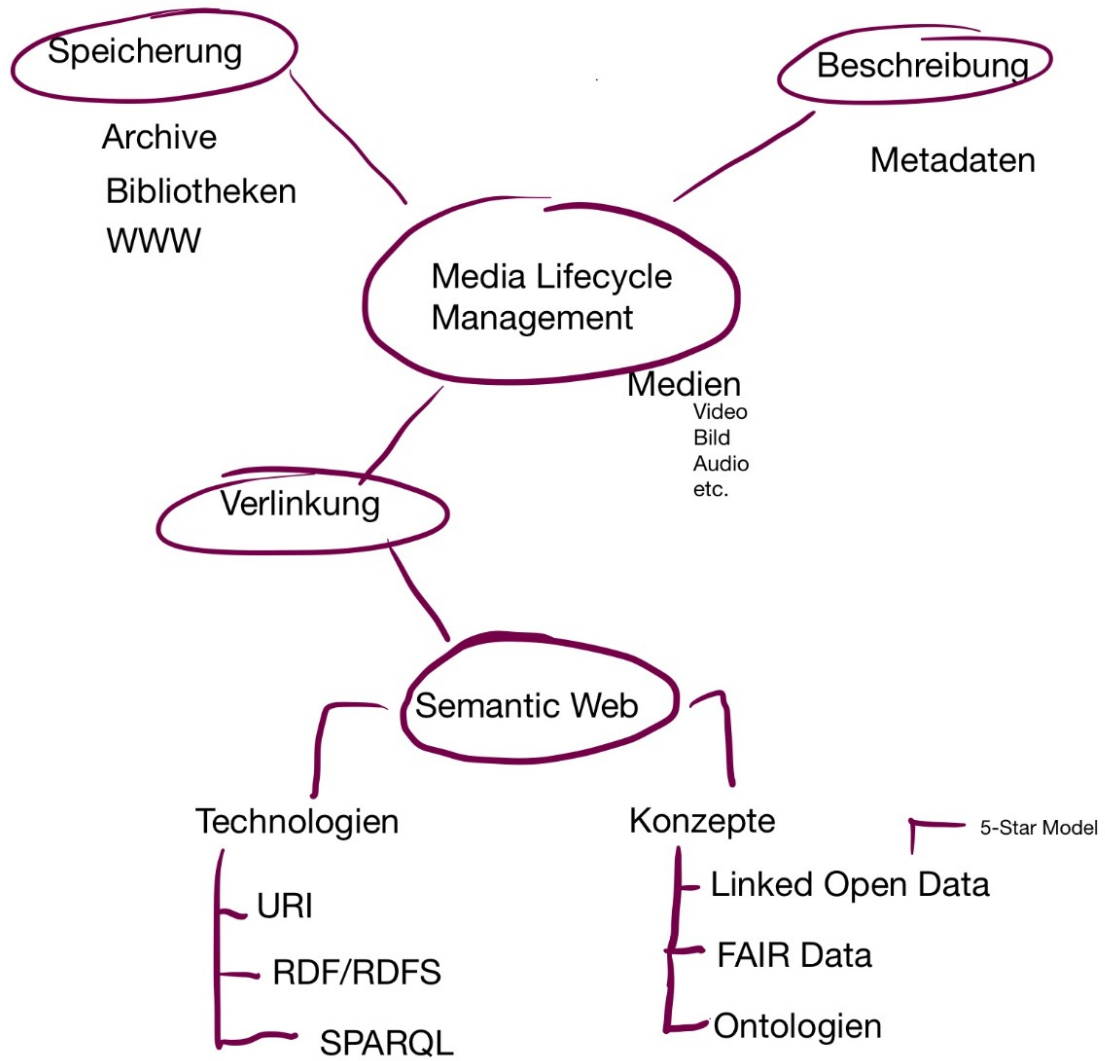 Speicherung
Beschreibung
Archive
Bibliotheken
WWW
Metadaten
Media Lifecycle
Management
Medien
Video
Bild
Audio
etc.
Verlinkung
Semantic Web
Technologien
URI
RDF/RDFS
SPARQL
Konzepte
5-Star Model
Linked Open Data
FAIR Data
Ontologien